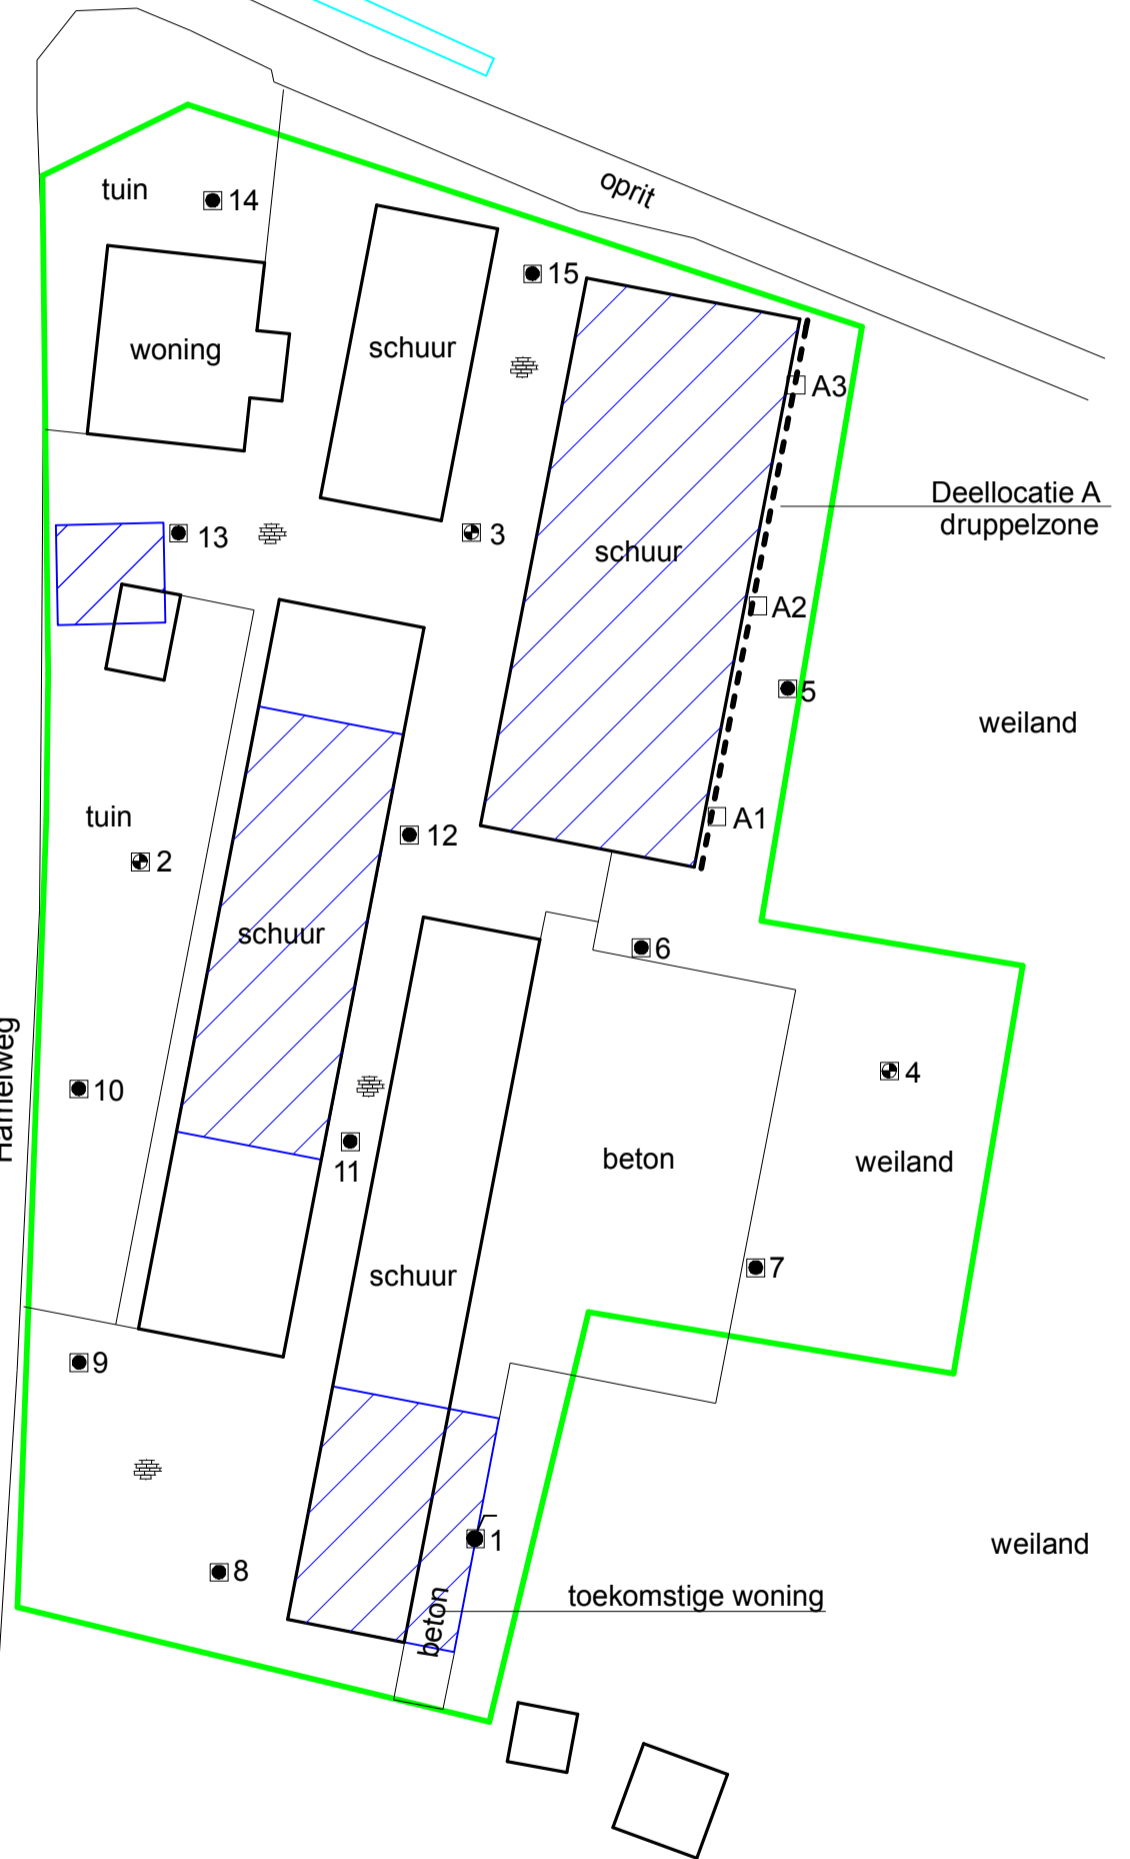 oprit
tuin
14
15
woning
schuur
A3
Deellocatie A
druppelzone
13
3
schuur
A2
5
weiland
tuin
12
A1
2
schuur
6
4
10
beton
weiland
11
7
schuur
9
1
weiland
8
toekomstige woning
beton